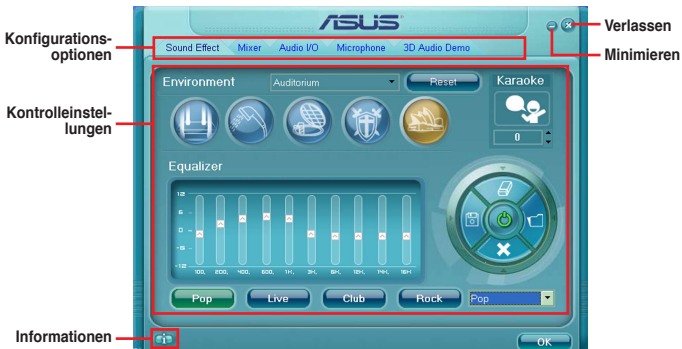 ASUS
Verlassen
Minimieren
Konfigurations-
optionen
Sound Effect Mixer Audio I/O Microphone 3D Audio Demo
Environment Auditorium Reset Karaoke
0
Kontrolleinstel-
lungen
Equalizer
12
6
0
-6
-12
100, 200, 400, 600, 1K, 3K, 6K, 12K, 14K, 16K
Pop Live Club Rock Pop
Informationen
i
OK